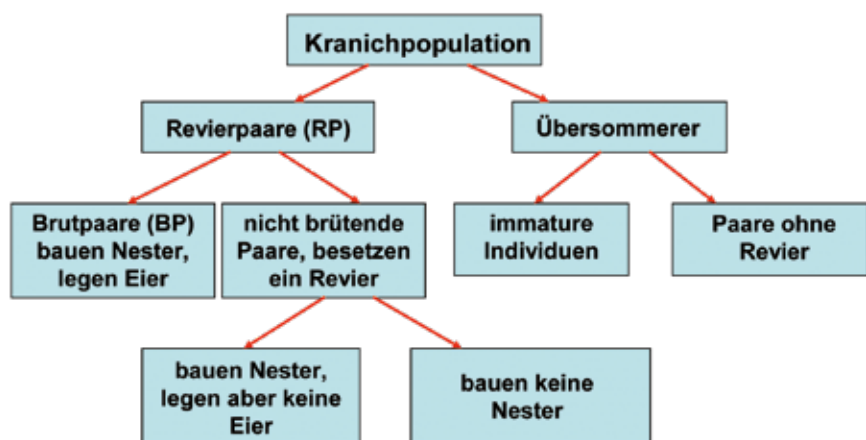 Kranichpopulation
Revierpaare (RP)
Übersommerer
Brutpaare (BP)
bauen Nester,
legen Eier
nicht brütende
Paare, besetzen
ein Revier
immature
Individuen
Paare ohne
Revier
bauen Nester,
legen aber keine
Eier
bauen keine
Nester